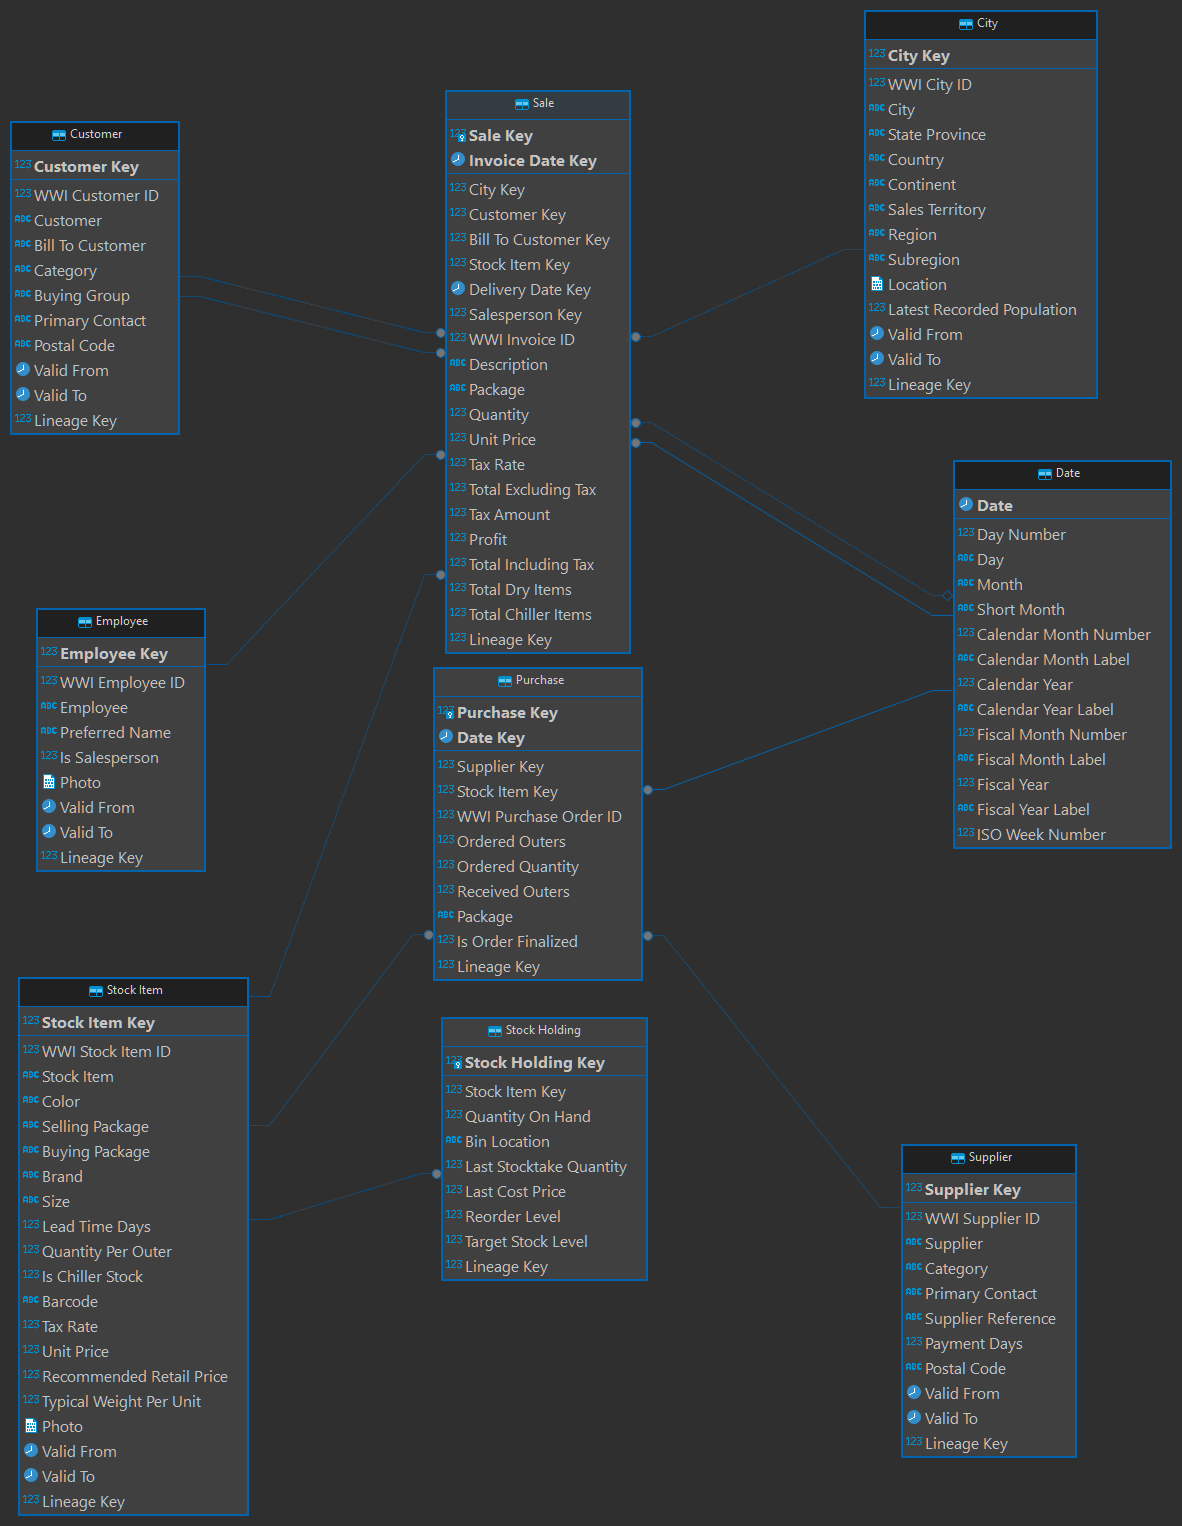 Customer
123 Customer Key
123 WWI Customer ID
ABC Customer
ABC Bill To Customer
ABC Category
ABC Buying Group
ABC Primary Contact
ABC Postal Code
Valid From
Valid To
123 Lineage Key
Sale
123 Sale Key
Invoice Date Key
123 City Key
123 Customer Key
123 Bill To Customer Key
123 Stock Item Key
Delivery Date Key
123 Salesperson Key
123 WWI Invoice ID
ABC Description
ABC Package
123 Quantity
123 Unit Price
123 Tax Rate
123 Total Excluding Tax
123 Tax Amount
123 Profit
123 Total Including Tax
123 Total Dry Items
123 Total Chiller Items
123 Lineage Key
City
123 City Key
123 WWI City ID
ABC City
ABC State Province
ABC Country
ABC Continent
ABC Sales Territory
ABC Region
ABC Subregion
Location
123 Latest Recorded Population
Valid From
Valid To
123 Lineage Key
Date
Date
123 Day Number
ABC Day
ABC Month
ABC Short Month
123 Calendar Month Number
ABC Calendar Month Label
123 Calendar Year
ABC Calendar Year Label
123 Fiscal Month Number
ABC Fiscal Month Label
123 Fiscal Year
ABC Fiscal Year Label
123 ISO Week Number
Employee
123 Employee Key
123 WWI Employee ID
ABC Employee
ABC Preferred Name
123 Is Salesperson
Photo
Valid From
Valid To
123 Lineage Key
Purchase
123 Purchase Key
Date Key
123 Supplier Key
123 Stock Item Key
123 WWI Purchase Order ID
123 Ordered Outers
123 Ordered Quantity
123 Received Outers
ABC Package
123 Is Order Finalized
123 Lineage Key
Stock Item
123 Stock Item Key
123 WWI Stock Item ID
ABC Stock Item
ABC Color
ABC Selling Package
ABC Buying Package
ABC Brand
ABC Size
123 Lead Time Days
123 Quantity Per Outer
123 Is Chiller Stock
ABC Barcode
123 Tax Rate
123 Unit Price
123 Recommended Retail Price
123 Typical Weight Per Unit
Photo
Valid From
Valid To
123 Lineage Key
Stock Holding
123 Stock Holding Key
123 Stock Item Key
123 Quantity On Hand
ABC Bin Location
123 Last Stocktake Quantity
123 Last Cost Price
123 Reorder Level
123 Target Stock Level
123 Lineage Key
Supplier
123 Supplier Key
123 WWI Supplier ID
ABC Supplier
ABC Category
ABC Primary Contact
ABC Supplier Reference
123 Payment Days
ABC Postal Code
Valid From
Valid To
123 Lineage Key